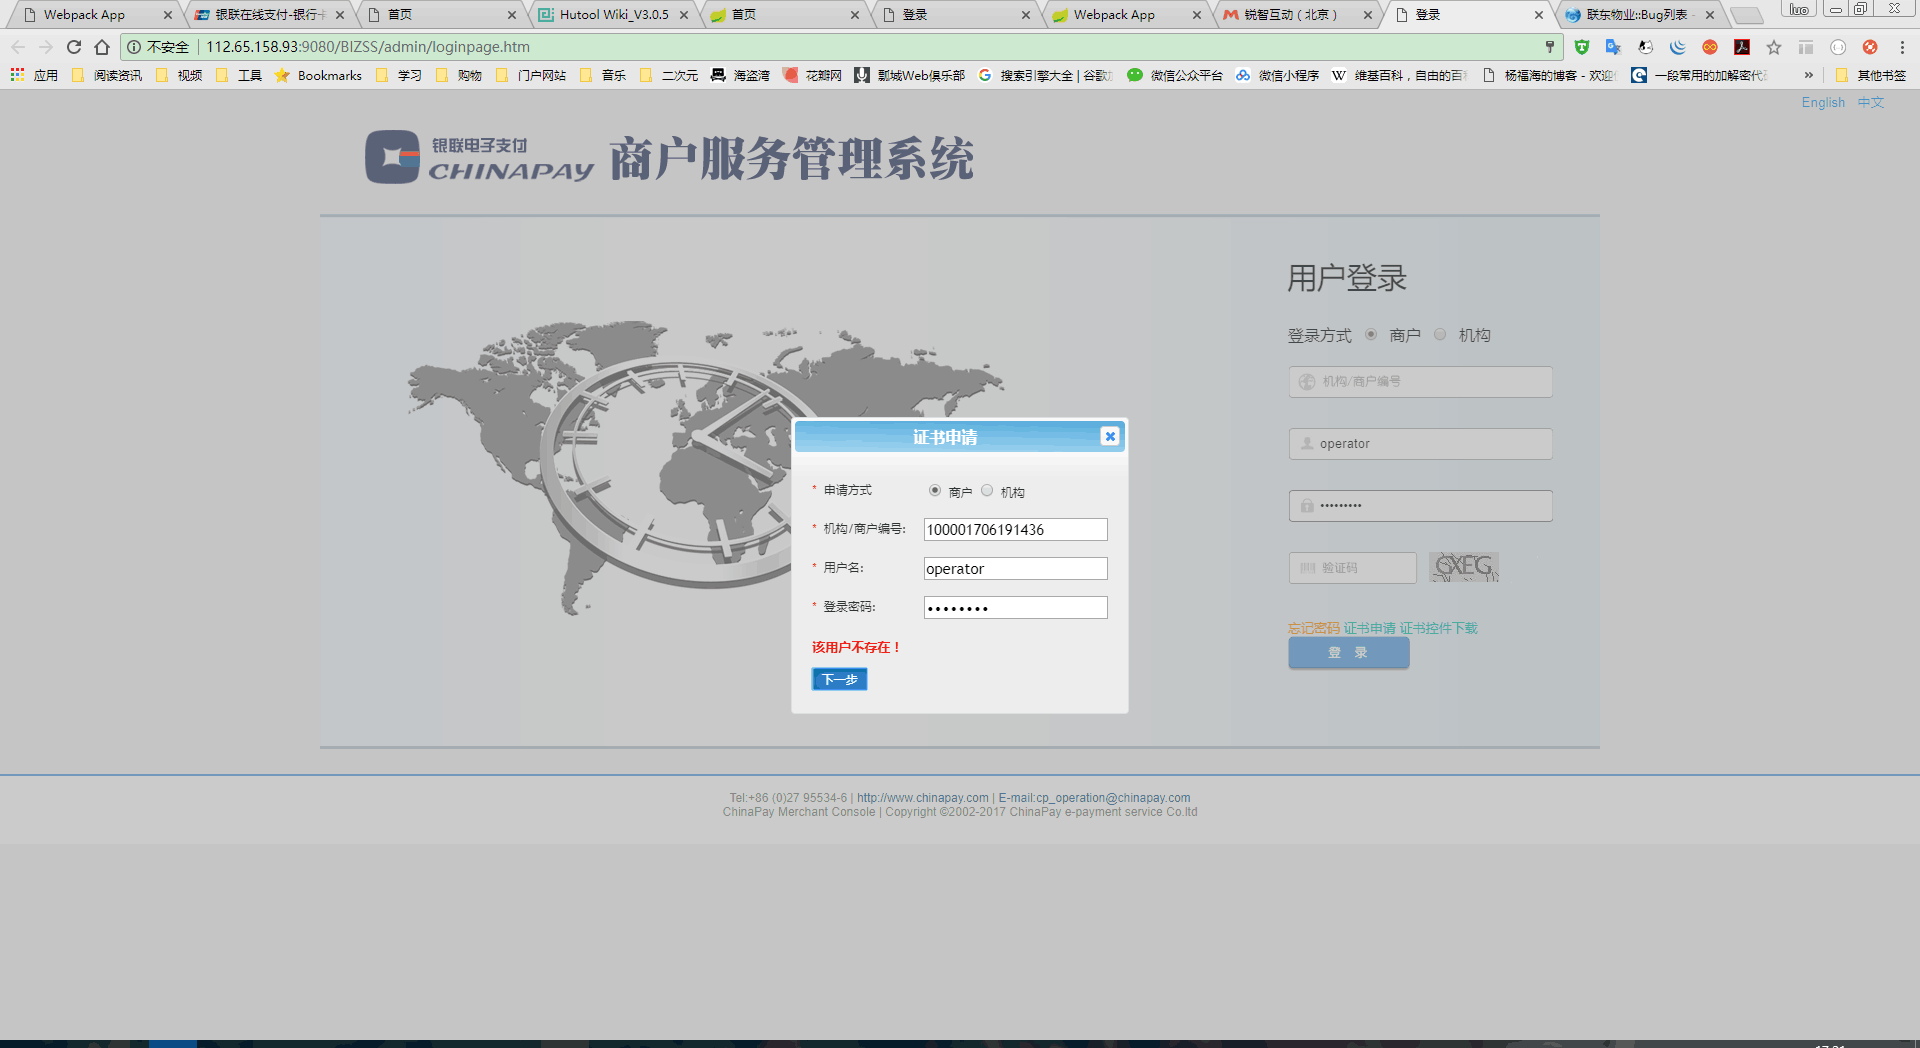 Webpack App
银联在线支付-银行卡
首页
Hutool Wiki_V3.0.5
首页
登录
Webpack App
锐智互动（北京）
登录
联东物业::Bug列表 -
luo
不安全 | 112.65.158.93:9080/BIZSS/admin/loginpage.htm
应用 阅读资讯 视频 工具 Bookmarks 学习 购物 门户网站 音乐 二次元 海盗湾 花瓣网 瓢城Web俱乐部 搜索引擎大全 | 谷歌 微信公众平台 微信小程序 维基百科，自由的百 杨福海的博客 - 欢迎 一段常用的加解密代 » 其他书签
English 中文
银联电子支付
CHINAPAY 商户服务管理系统
用户登录
登录方式 商户 机构
机构/商户编号
operator
验证码 GXEG
忘记密码 证书申请 证书控件下载
登 录
证书申请
* 申请方式 商户 机构
* 机构/商户编号: 100001706191436
* 用户名: operator
* 登录密码: ••••••••
该用户不存在！
下一步
Tel:+86 (0)27 95534-6 | http://www.chinapay.com | E-mail:cp_operation@chinapay.com
ChinaPay Merchant Console | Copyright ©2002-2017 ChinaPay e-payment service Co.ltd